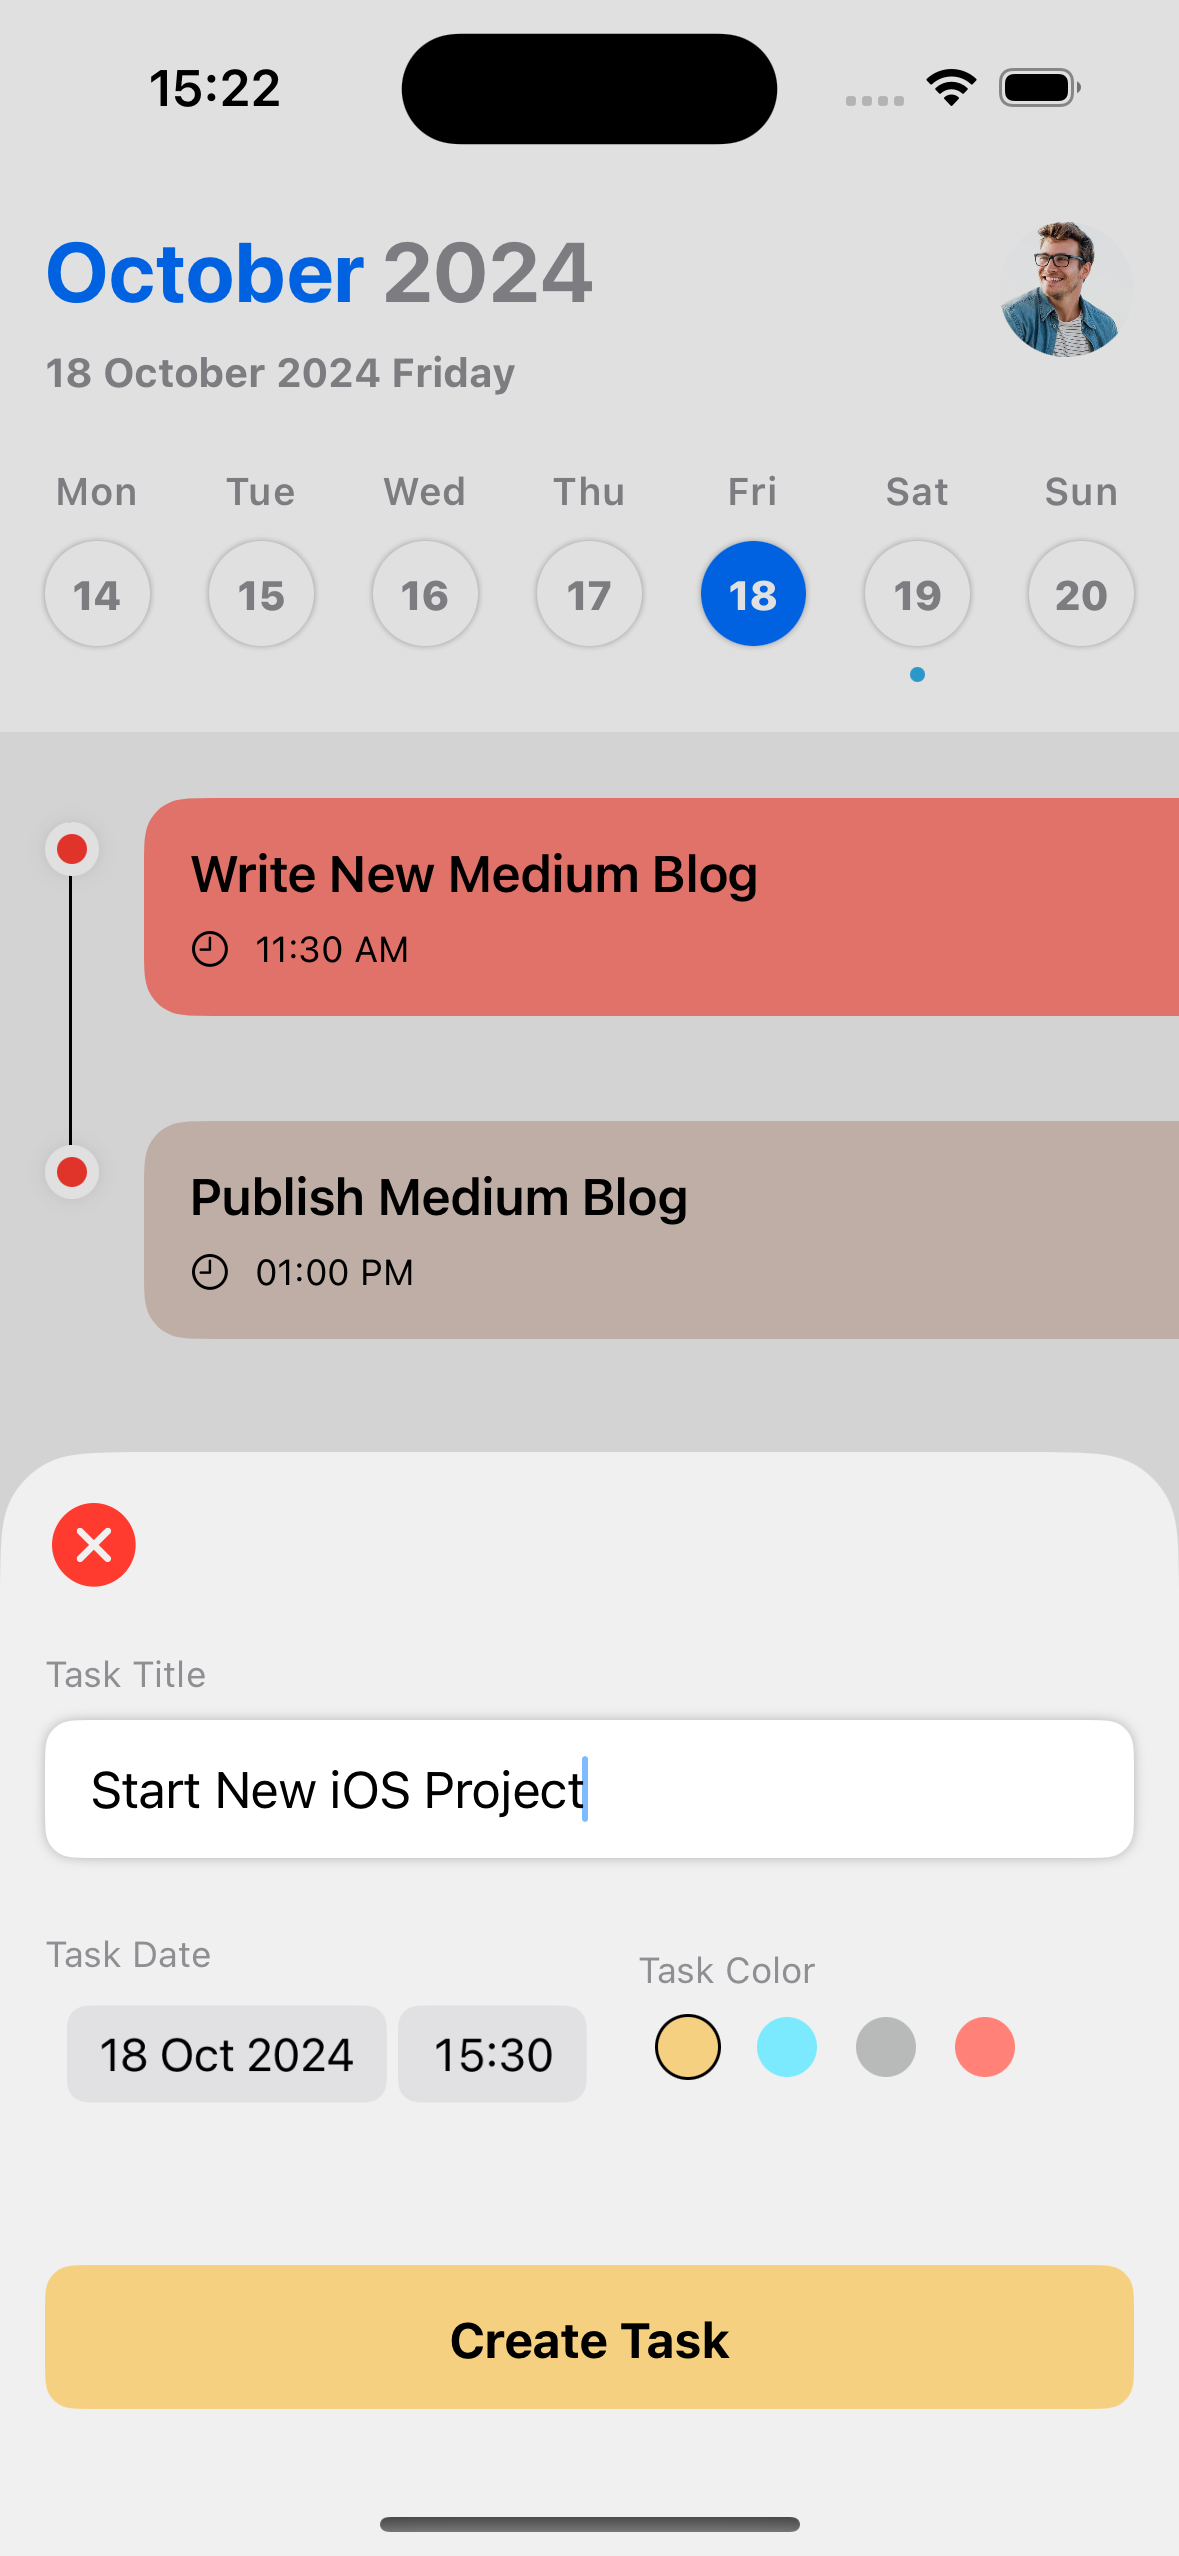 15:22
October 2024
18 October 2024 Friday
Mon Tue Wed Thu Fri Sat Sun
14 15 16 17 18 19 20
Write New Medium Blog
11:30 AM
Publish Medium Blog
01:00 PM
Task Title
Start New iOS Project
Task Date
Task Color
18 Oct 2024 15:30
Create Task